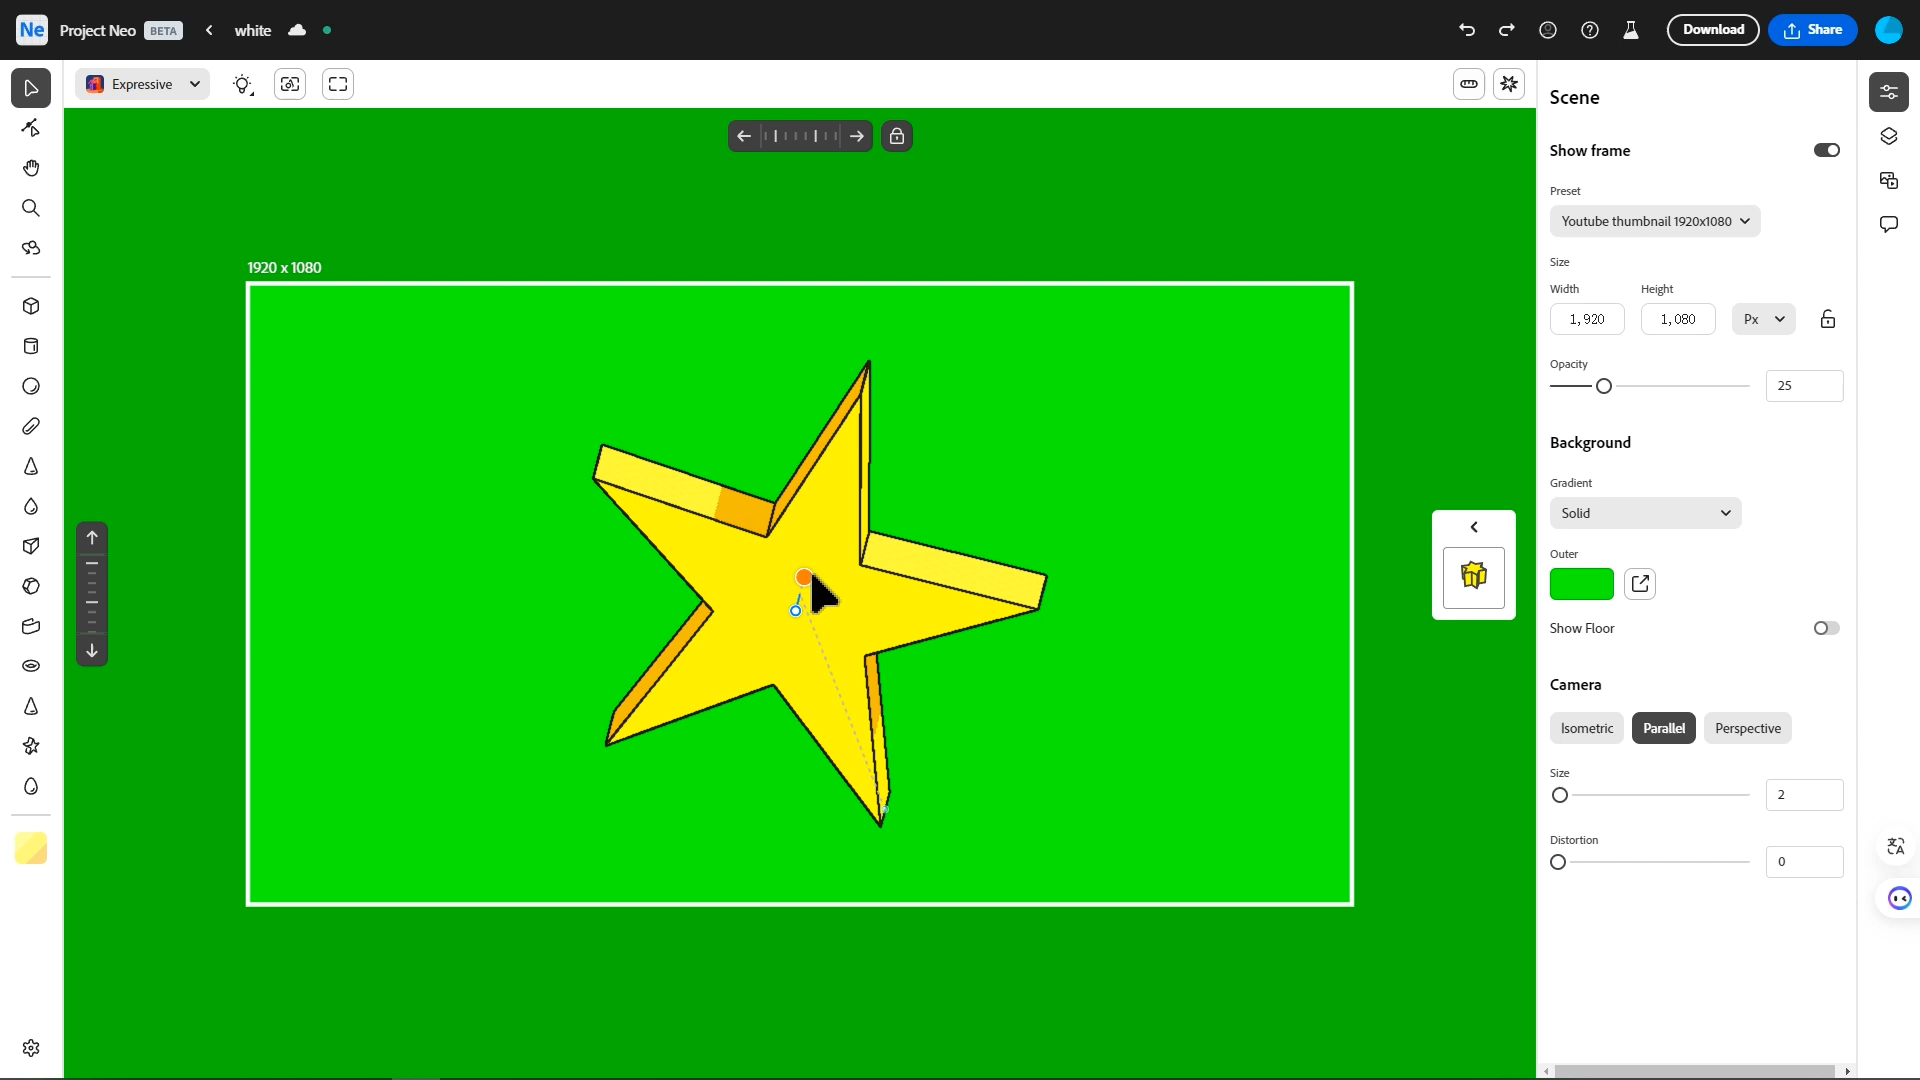 Ne Project Neo BETA white Download Share
Expressive
Scene
Show frame
Preset
Youtube thumbnail 1920x1080
1920 x 1080
Size
Width Height
1,920 1,080 Px
Opacity
25
Background
Gradient
Solid
Outer
Show Floor
Camera
Isometric Parallel Perspective
Size
2
Distortion
0